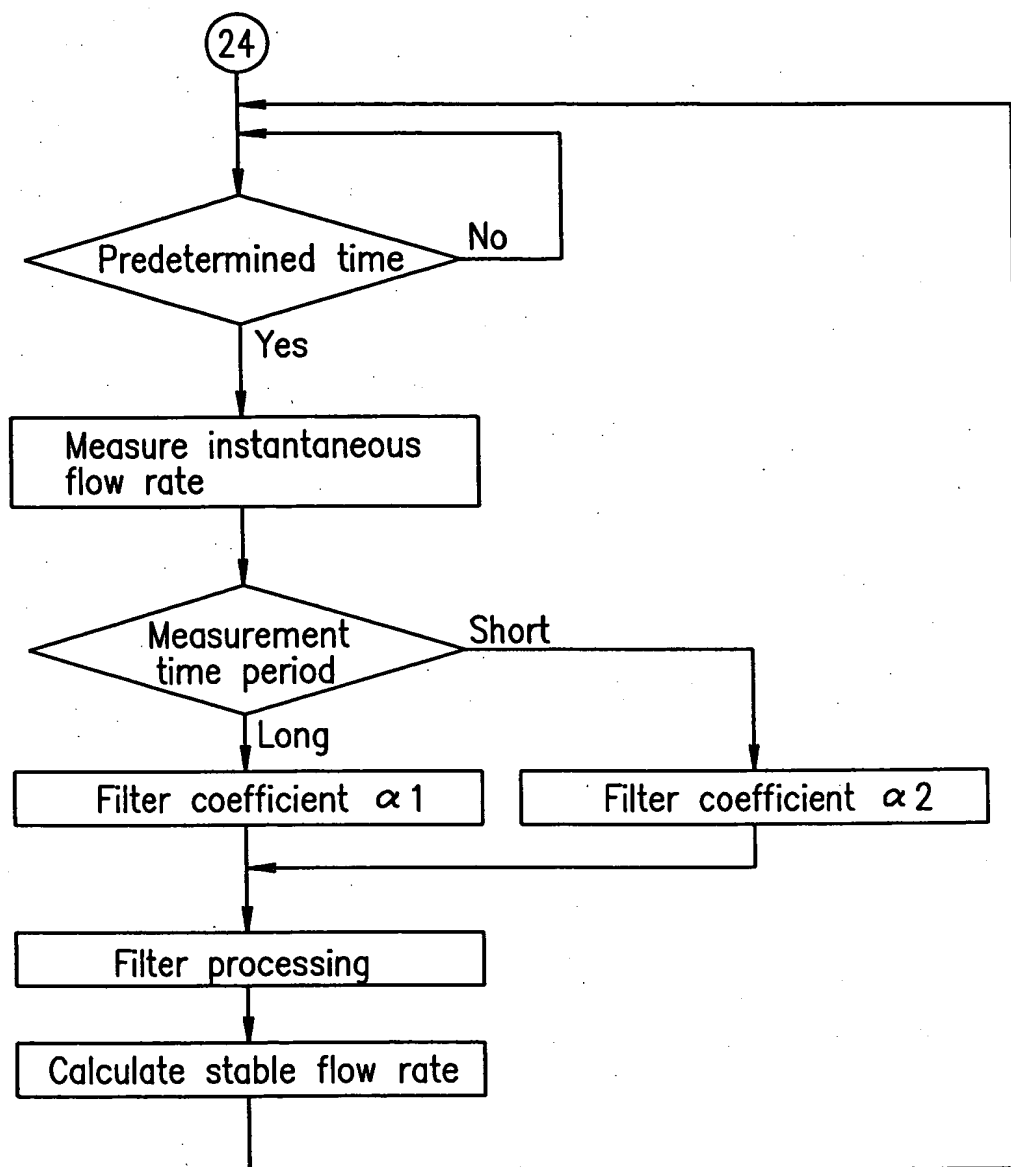 24
Predetermined time
No
Yes
Measure instantaneous
flow rate
Measurement
time period
Short
Long
Filter coefficient α1
Filter coefficient α2
Filter processing
Calculate stable flow rate